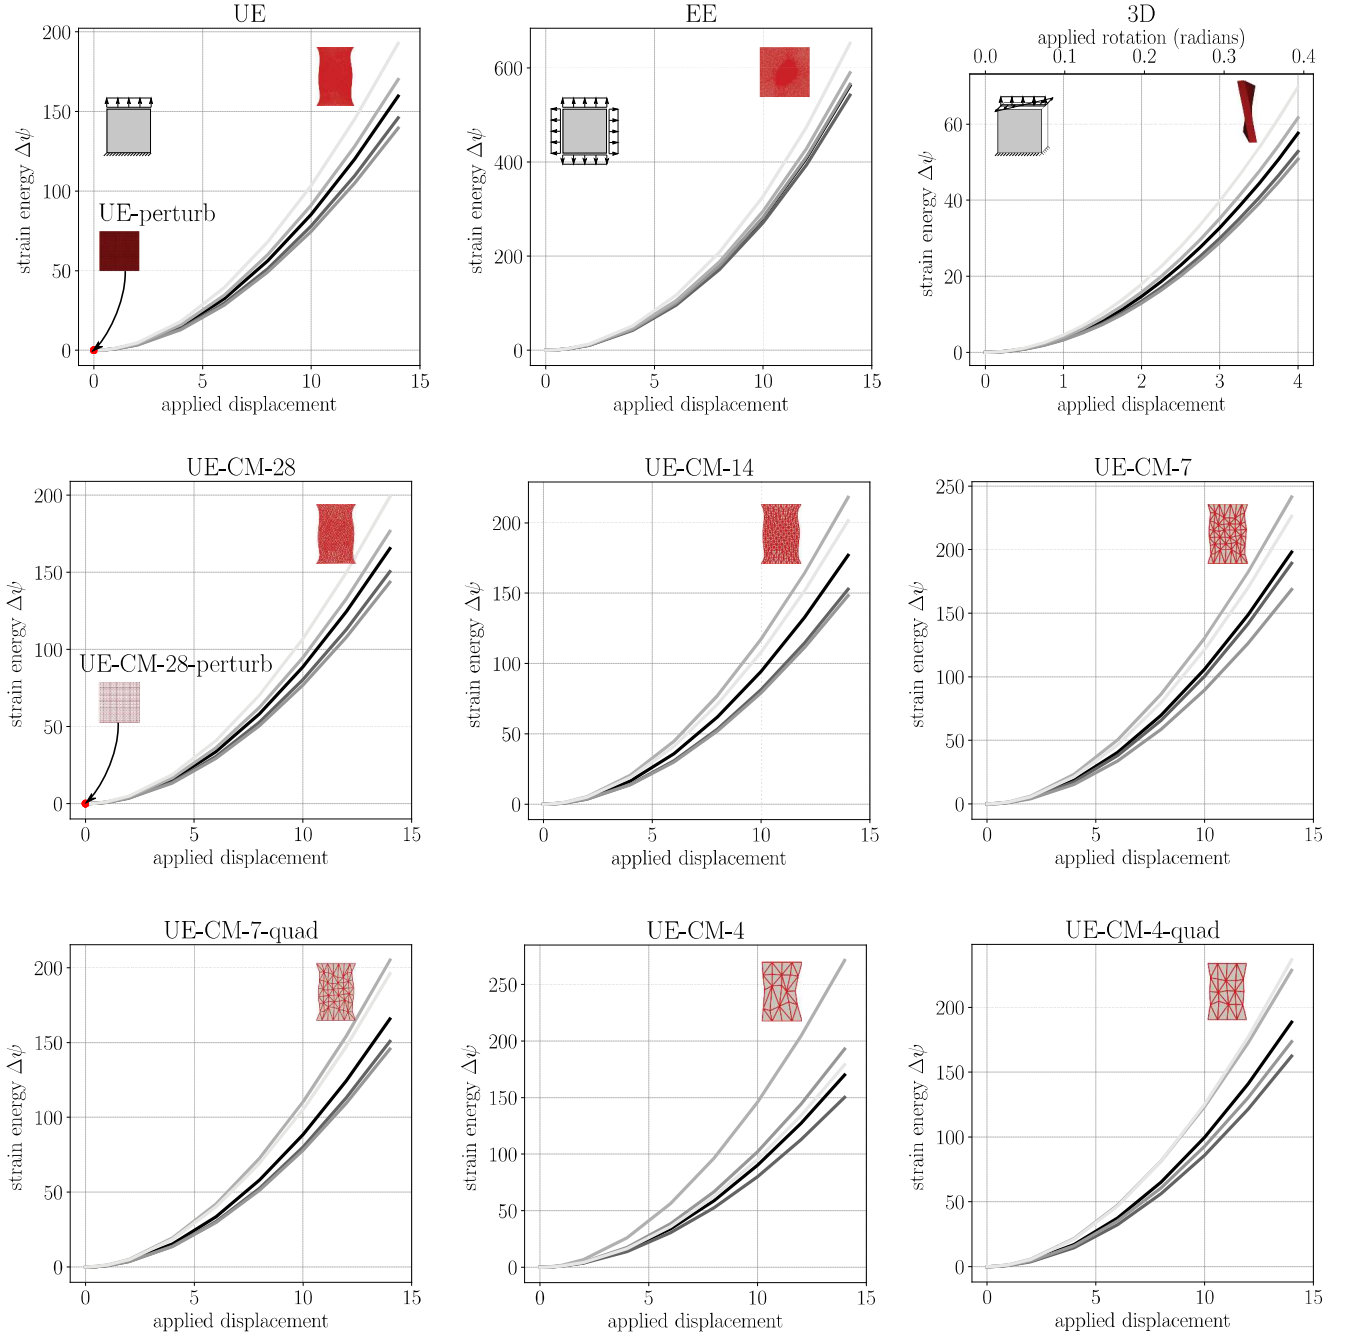 UE
strain energy Δψ
200
150
100
50
0
UE-perturb
0
5
10
15
applied displacement
EE
strain energy Δψ
600
400
200
0
0
5
10
15
applied displacement
3D
applied rotation (radians)
0.0
0.1
0.2
0.3
0.4
strain energy Δψ
60
40
20
0
0
1
2
3
4
applied displacement
UE-CM-28
strain energy Δψ
200
150
100
50
0
UE-CM-28-perturb
0
5
10
15
applied displacement
UE-CM-14
strain energy Δψ
200
150
100
50
0
0
5
10
15
applied displacement
UE-CM-7
strain energy Δψ
250
200
150
100
50
0
0
5
10
15
applied displacement
UE-CM-7-quad
strain energy Δψ
200
150
100
50
0
0
5
10
15
applied displacement
UE-CM-4
strain energy Δψ
250
200
150
100
50
0
0
5
10
15
applied displacement
UE-CM-4-quad
strain energy Δψ
200
150
100
50
0
0
5
10
15
applied displacement